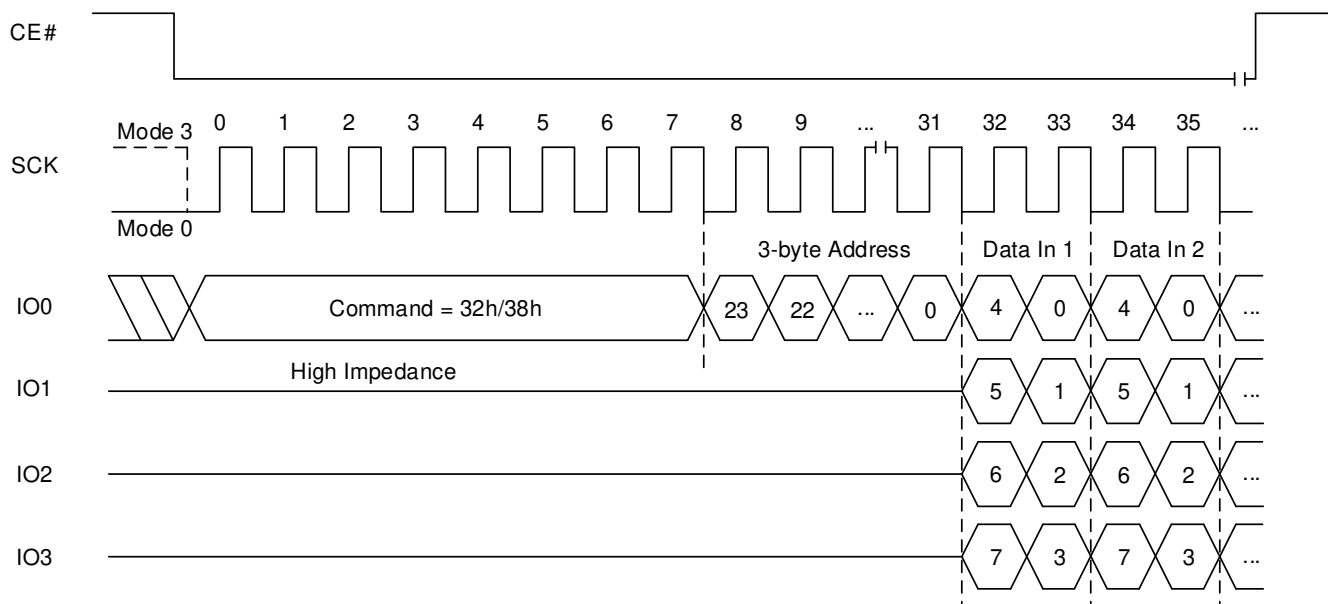 CE#
Mode 3 0 1 2 3 4 5 6 7 8 9 ... 31 32 33 34 35 ...
SCK
Mode 0
3-byte Address Data In 1 Data In 2
IO0 Command = 32h/38h 23 22 ... 0 4 0 4 0 ...
High Impedance
IO1 5 1 5 1 ...
IO2 6 2 6 2 ...
IO3 7 3 7 3 ...